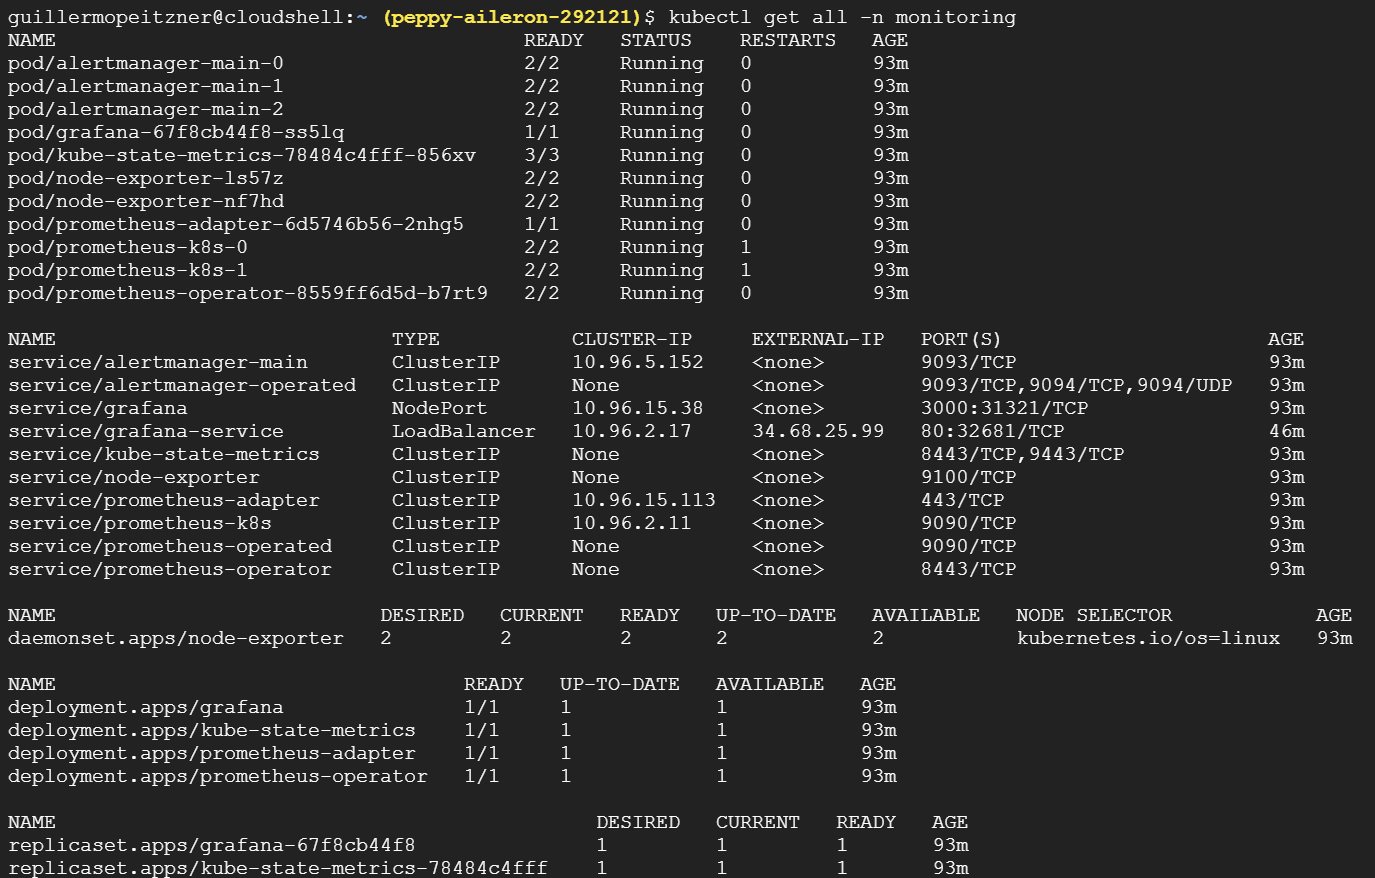 guillermopeitzner@cloudshell:~ (peppy-aileron-292121)$ kubectl get all -n monitoring
NAME READY STATUS RESTARTS AGE
pod/alertmanager-main-0 2/2 Running 0 93m
pod/alertmanager-main-1 2/2 Running 0 93m
pod/alertmanager-main-2 2/2 Running 0 93m
pod/grafana-67f8cb44f8-ss5lq 1/1 Running 0 93m
pod/kube-state-metrics-78484c4fff-856xv 3/3 Running 0 93m
pod/node-exporter-ls57z 2/2 Running 0 93m
pod/node-exporter-nf7hd 2/2 Running 0 93m
pod/prometheus-adapter-6d5746b56-2nhg5 1/1 Running 0 93m
pod/prometheus-k8s-0 2/2 Running 1 93m
pod/prometheus-k8s-1 2/2 Running 1 93m
pod/prometheus-operator-8559ff6d5d-b7rt9 2/2 Running 0 93m
NAME TYPE CLUSTER-IP EXTERNAL-IP PORT(S) AGE
service/alertmanager-main ClusterIP 10.96.5.152 <none> 9093/TCP 93m
service/alertmanager-operated ClusterIP None <none> 9093/TCP,9094/TCP,9094/UDP 93m
service/grafana NodePort 10.96.15.38 <none> 3000:31321/TCP 93m
service/grafana-service LoadBalancer 10.96.2.17 34.68.25.99 80:32681/TCP 46m
service/kube-state-metrics ClusterIP None <none> 8443/TCP,9443/TCP 93m
service/node-exporter ClusterIP None <none> 9100/TCP 93m
service/prometheus-adapter ClusterIP 10.96.15.113 <none> 443/TCP 93m
service/prometheus-k8s ClusterIP 10.96.2.11 <none> 9090/TCP 93m
service/prometheus-operated ClusterIP None <none> 9090/TCP 93m
service/prometheus-operator ClusterIP None <none> 8443/TCP 93m
NAME DESIRED CURRENT READY UP-TO-DATE AVAILABLE NODE SELECTOR AGE
daemonset.apps/node-exporter 2 2 2 2 2 kubernetes.io/os=linux 93m
NAME READY UP-TO-DATE AVAILABLE AGE
deployment.apps/grafana 1/1 1 1 93m
deployment.apps/kube-state-metrics 1/1 1 1 93m
deployment.apps/prometheus-adapter 1/1 1 1 93m
deployment.apps/prometheus-operator 1/1 1 1 93m
NAME DESIRED CURRENT READY AGE
replicaset.apps/grafana-67f8cb44f8 1 1 1 93m
replicaset.apps/kube-state-metrics-78484c4fff 1 1 1 93m